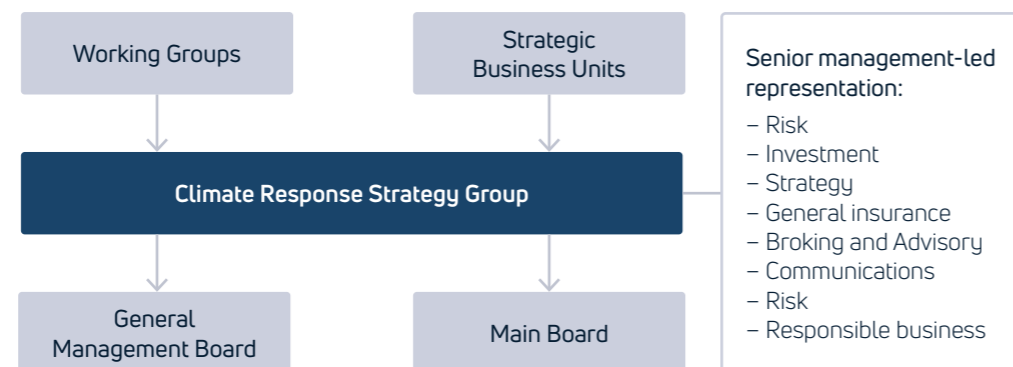 Working Groups
Strategic
Business Units
Climate Response Strategy Group
General
Management Board
Main Board
Senior management-led
representation:
– Risk
– Investment
– Strategy
– General insurance
– Broking and Advisory
– Communications
– Risk
– Responsible business